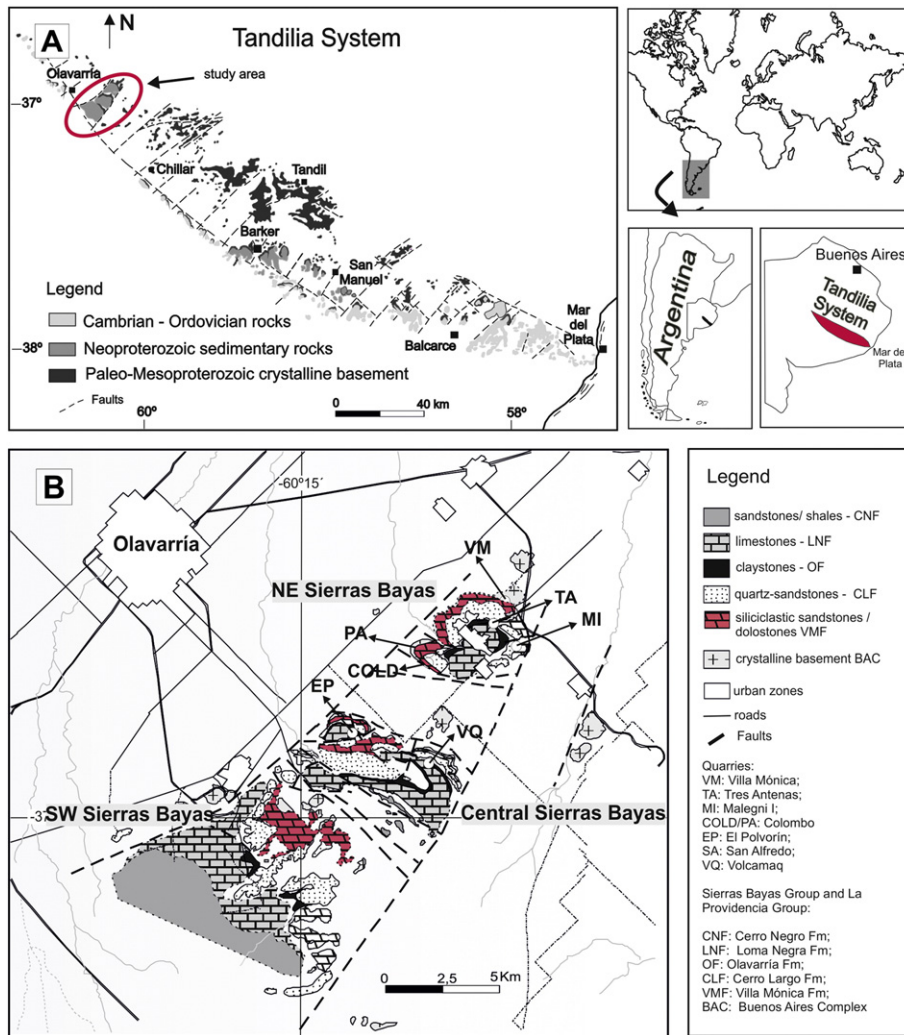 A
N
Tandilia System
Olavarría
study area
37º
Chillar
Tandil
Barker
San
Manuel
Legend
Cambrian - Ordovician rocks
Neoproterozoic sedimentary rocks
Paleo-Mesoproterozoic crystalline basement
Faults
Balcarce
Mar
del
Plata
38º
60º
0
40 km
58º
Argentina
Buenos Aires
Tandilia
System
Mar de
Plata
B
-60º15´
Olavarría
NE Sierras Bayas
VM
TA
MI
PA
COLD
EP
VQ
SW Sierras Bayas
Central Sierras Bayas
0
2,5
5Km
Legend
sandstones/ shales - CNF
limestones - LNF
claystones - OF
quartz-sandstones - CLF
siliciclastic sandstones /
dolostones VMF
crystalline basement BAC
urban zones
roads
Faults
Quarries:
VM: Villa Mónica;
TA: Tres Antenas;
MI: Malegni I;
COLD/PA: Colombo
EP: El Polvorín;
SA: San Alfredo;
VQ: Volcamaq
Sierras Bayas Group and La
Providencia Group:
CNF: Cerro Negro Fm;
LNF: Loma Negra Fm;
OF: Olavarría Fm;
CLF: Cerro Largo Fm;
VMF: Villa Mónica Fm;
BAC: Buenos Aires Complex